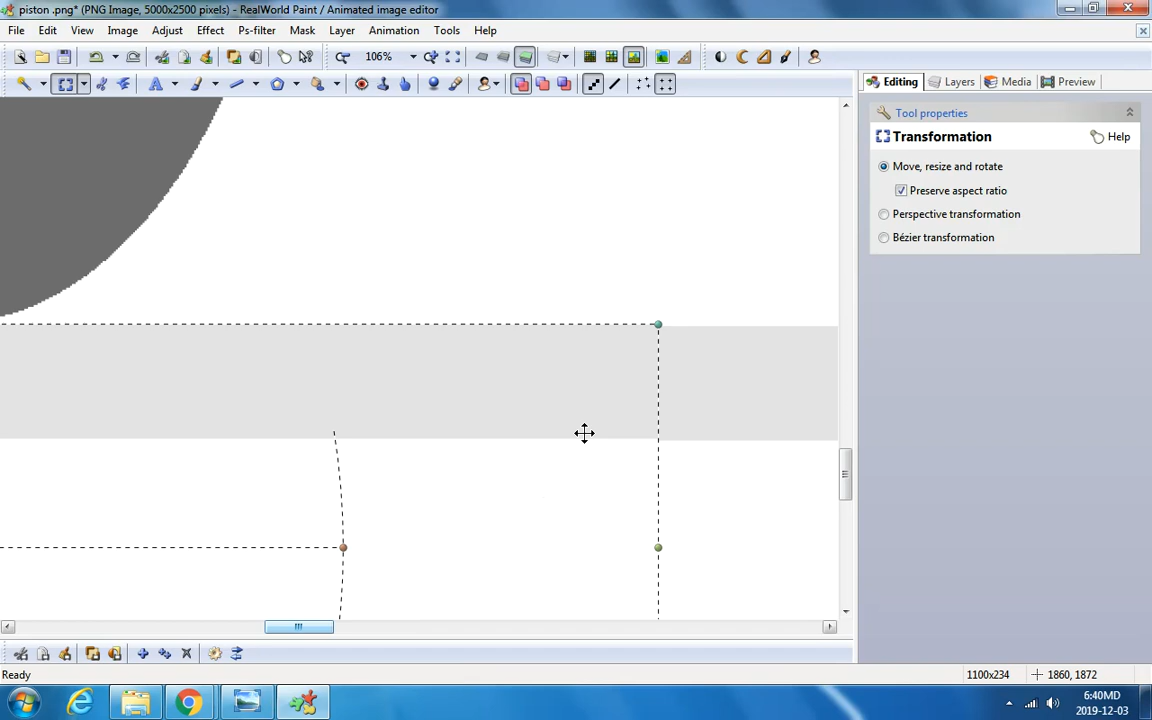 piston .png* (PNG Image, 5000x2500 pixels) - RealWorld Paint / Animated image editor
File Edit View Image Adjust Effect Ps-filter Mask Layer Animation Tools Help
106%
Editing Layers Media Preview
Tool properties
Transformation Help
Move, resize and rotate
Preserve aspect ratio
Perspective transformation
Bézier transformation
Ready 1100x234 1860, 1872
6:40MD
2019-12-03